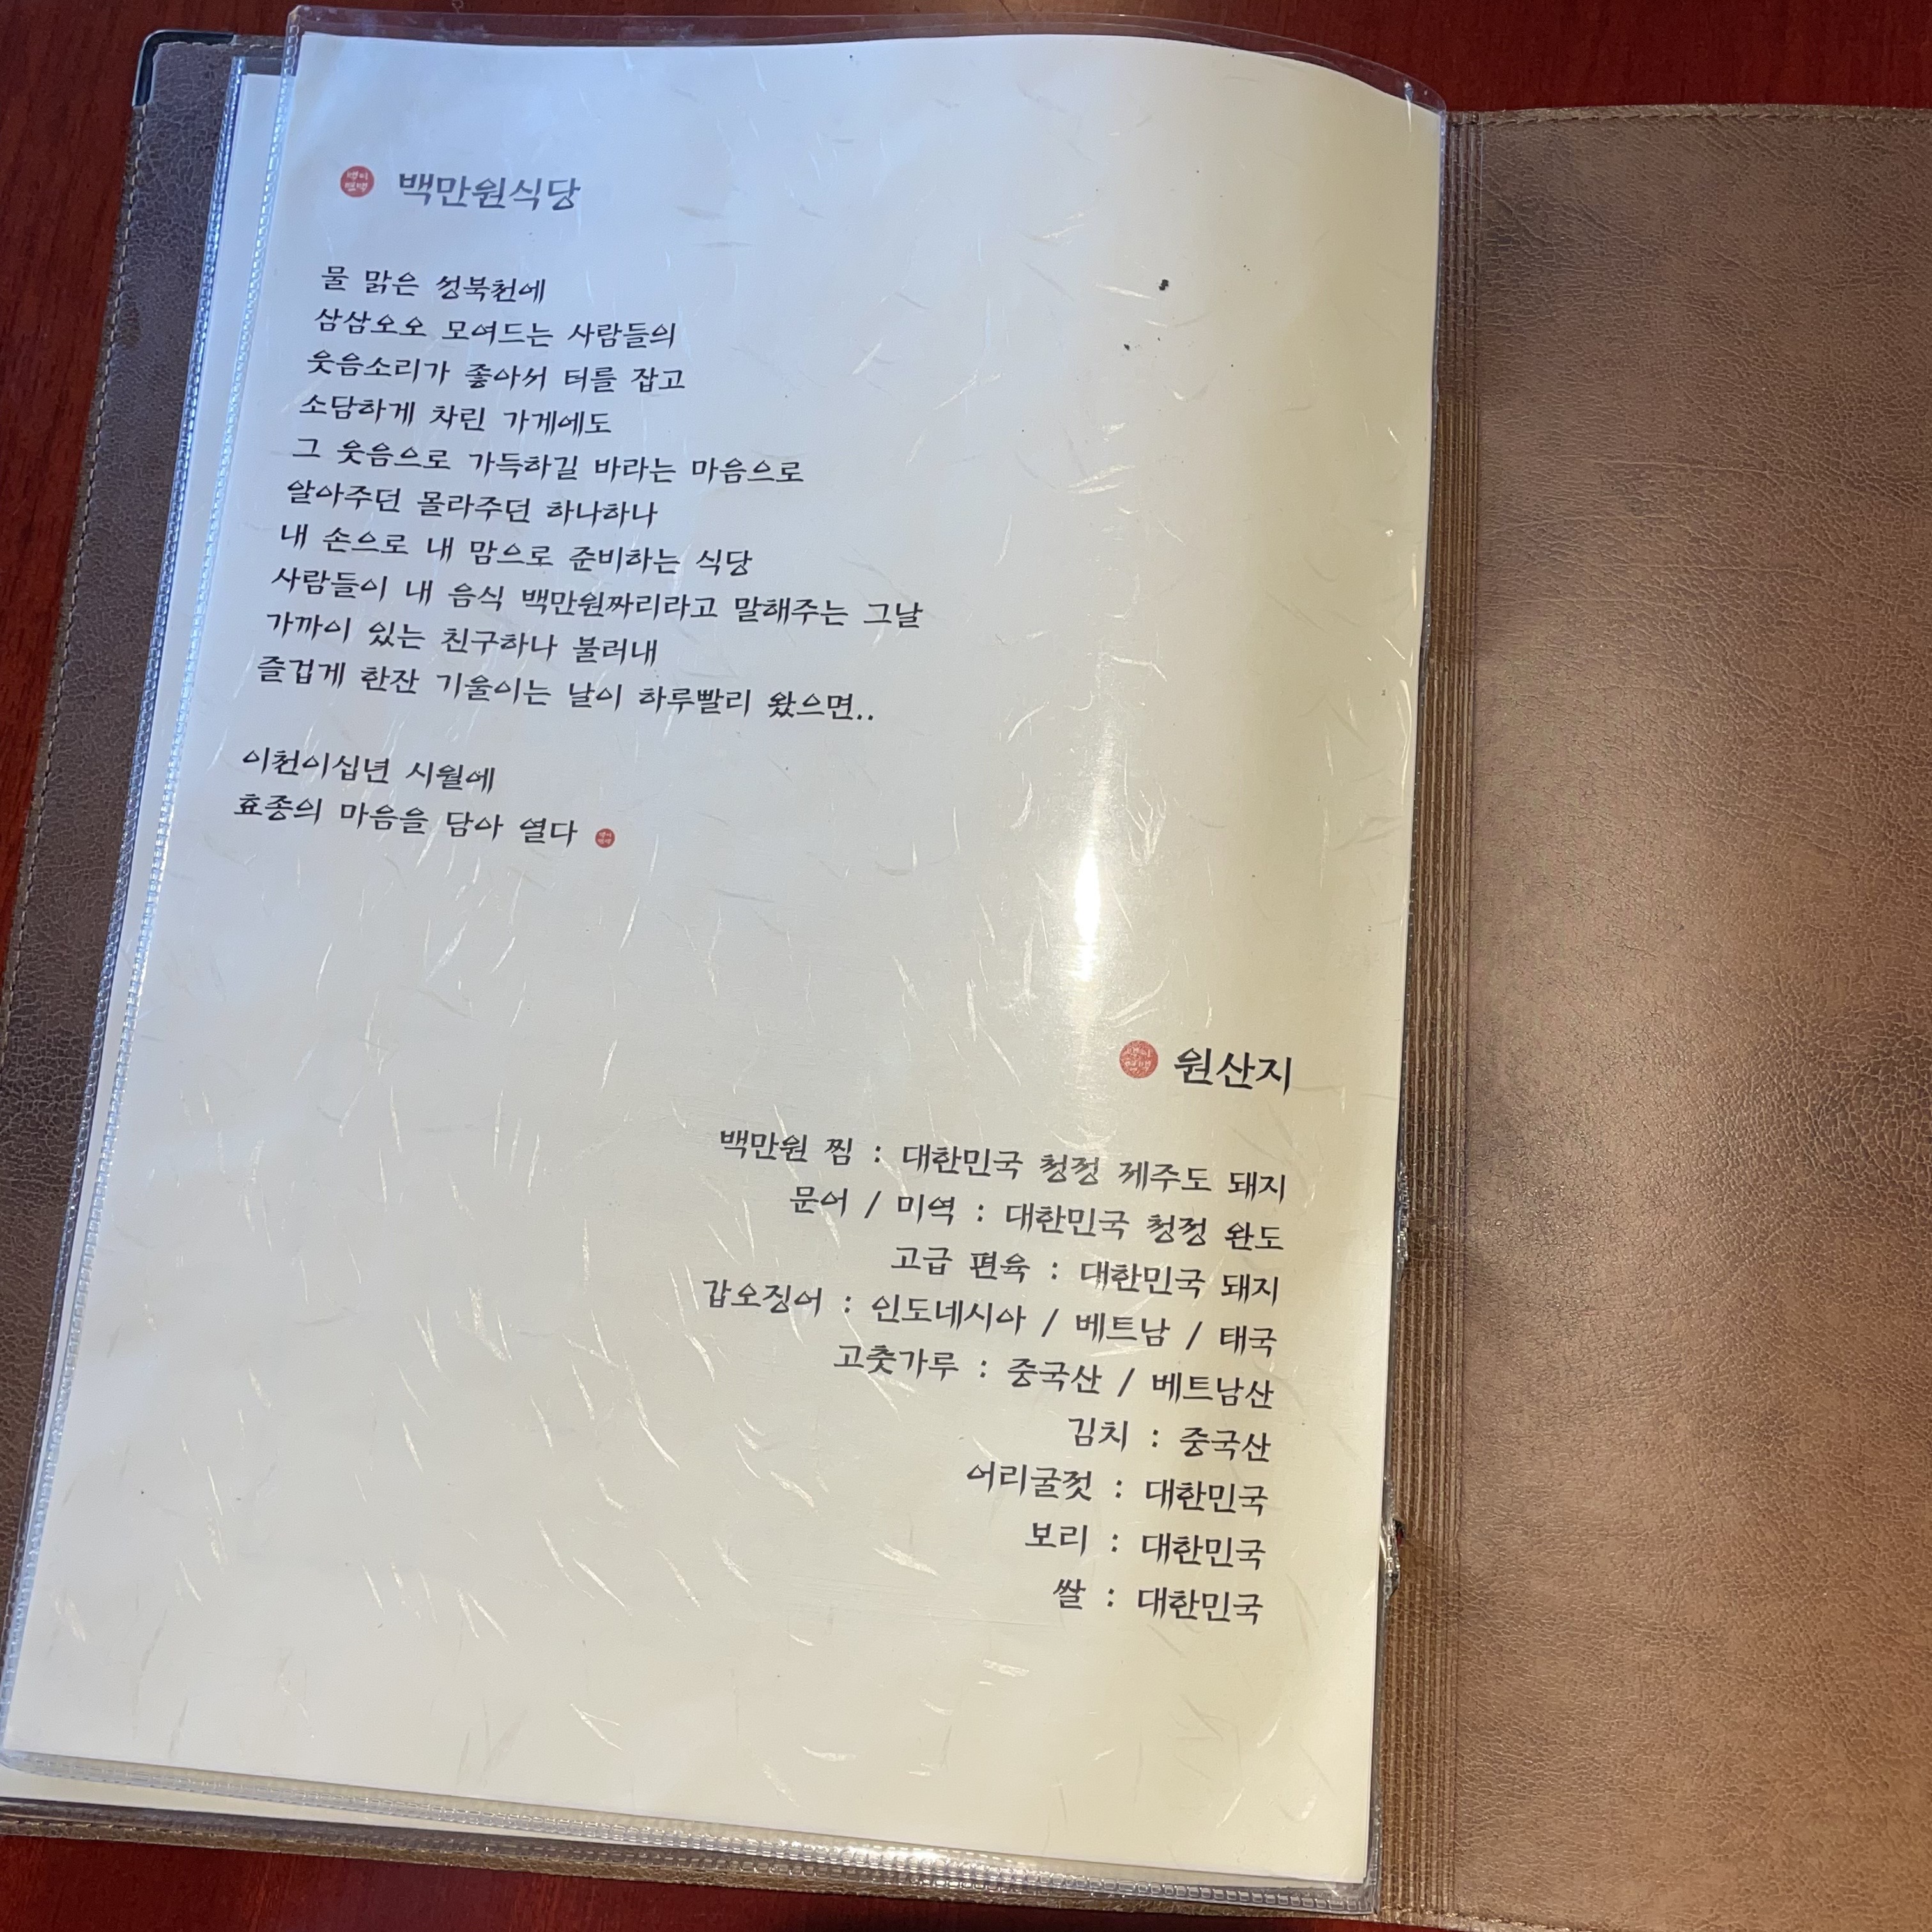 백만원식당
물 맑은 성북천에
삼삼오오 모여드는 사람들의
웃음소리가 좋아서 터를 잡고
소담하게 차린 가게에도
그 웃음으로 가득하길 바라는 마음으로
알아주던 몰라주던 하나하나
내 손으로 내 맘으로 준비하는 식당
사람들이 내 음식 백만원짜리라고 말해주는 그날
가까이 있는 친구하나 불러내
즐겁게 한잔 기울이는 날이 하루빨리 왔으면..
이천이십년 시월에
효종의 마음을 담아 열다
원산지
백만원 찜 : 대한민국 청정 제주도 돼지
문어 / 미역 : 대한민국 청정 완도
고급 편육 : 대한민국 돼지
갑오징어 : 인도네시아 / 베트남 / 태국
고춧가루 : 중국산 / 베트남산
김치 : 중국산
어리굴젓 : 대한민국
보리 : 대한민국
쌀 : 대한민국